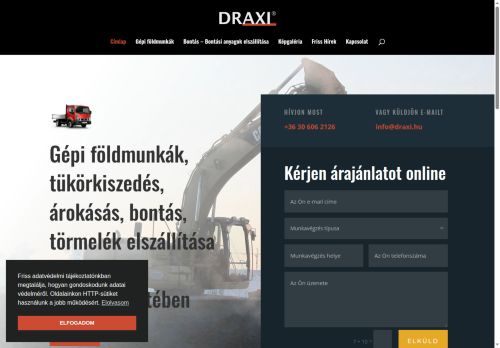 DRAXI®
Címlap
Gépi földmunkák
Bontás – Bontási anyagok elszállítása
Képgaléria
Friss Hírek
Kapcsolat
Gépi földmunkák,
tükörkiszedés,
árokásás, bontás,
törmelék elszállítása
HÍVJON MOST
+36 30 606 2126
VAGY KÜLDJÖN E-MAILT
info@draxi.hu
Kérjen árajánlatot online
Az Ön e-mail címe
Munkavégzés típusa
Munkavégzés helye
Az Ön telefonszáma
Az Ön üzenete
7 + 10 =
ELKÜLD
Friss adatvédelmi tájékoztatónkban
megtalálja, hogyan gondoskodunk adatai
védelméről. Oldalainkon HTTP-sütiket
használunk a jobb működésért. Elolvasom
ELFOGADOM